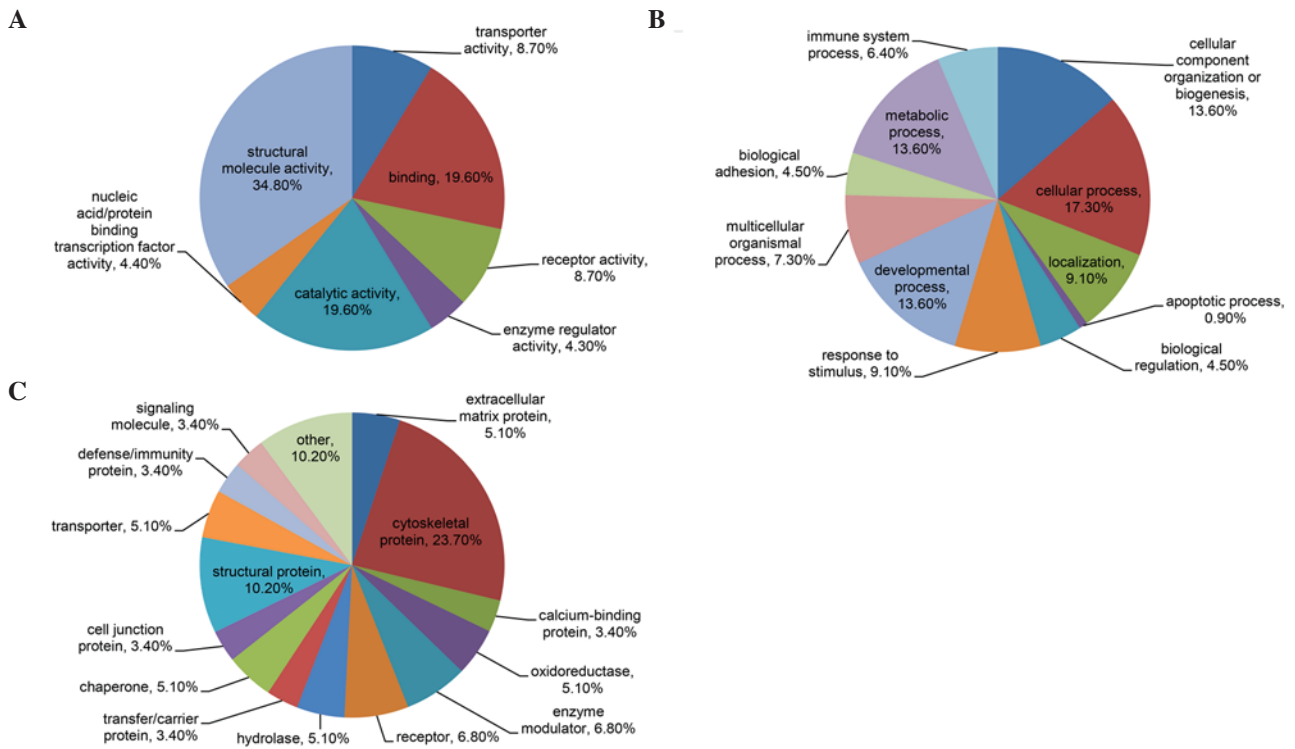 A
transporter
activity, 8.70%
binding, 19.60%
receptor activity,
8.70%
enzyme regulator
activity, 4.30%
catalytic activity,
19.60%
nucleic
acid/protein
binding
transcription factor
activity, 4.40%
structural
molecule activity,
34.80%
B
cellular
component
organization or
biogenesis,
13.60%
cellular process,
17.30%
localization,
9.10%
apoptotic process,
0.90%
biological
regulation, 4.50%
response to
stimulus, 9.10%
developmental
process,
13.60%
multicellular
organismal
process, 7.30%
biological
adhesion, 4.50%
metabolic
process,
13.60%
immune system
process, 6.40%
C
extracellular
matrix protein,
5.10%
cytoskeletal
protein, 23.70%
calcium-binding
protein, 3.40%
oxidoreductase,
5.10%
enzyme
modulator, 6.80%
receptor, 6.80%
hydrolase, 5.10%
transfer/carrier
protein, 3.40%
chaperone, 5.10%
cell junction
protein, 3.40%
structural protein,
10.20%
transporter, 5.10%
defense/immunity
protein, 3.40%
signaling
molecule, 3.40%
other,
10.20%